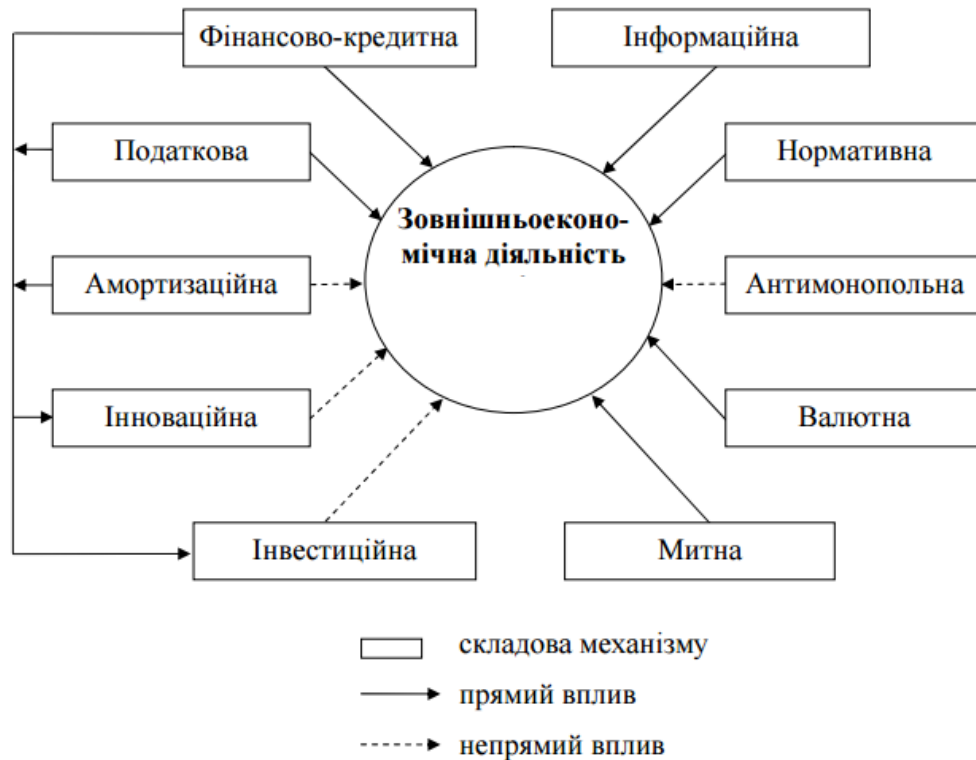 Фінансово-кредитна
Інформаційна
Податкова
Нормативна
Зовнішньоеконо-
мічна діяльність
Амортизаційна
Антимонопольна
Інноваційна
Валютна
Інвестиційна
Митна
складова механізму
прямий вплив
непрямий вплив